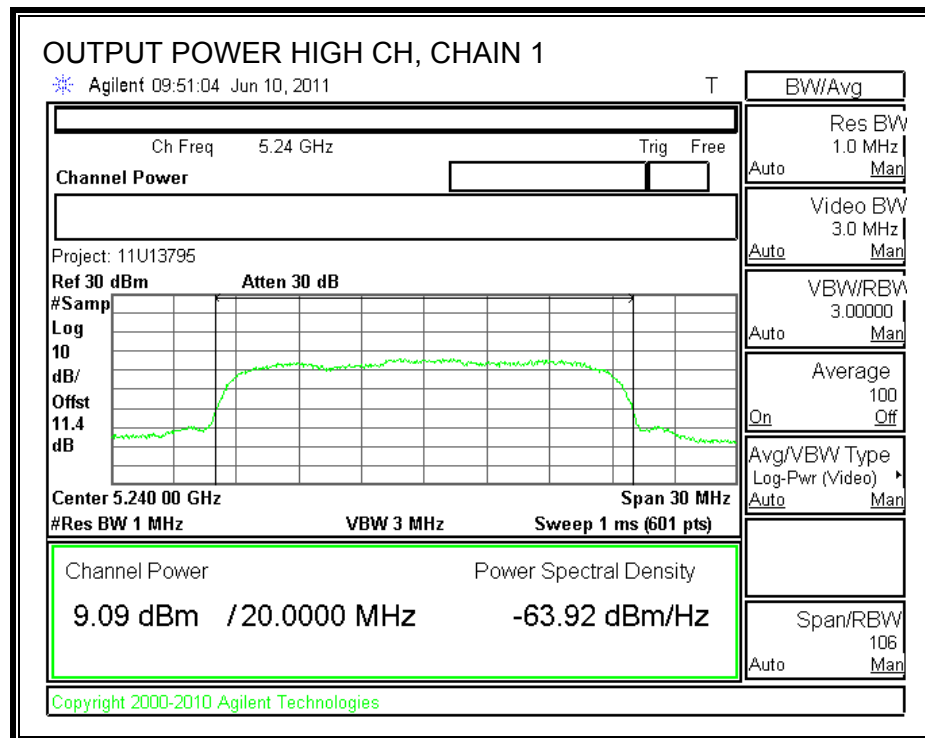 OUTPUT POWER HIGH CH, CHAIN 1
Agilent 09:51:04 Jun 10, 2011 T
Ch Freq 5.24 GHz Trig Free
Channel Power
Project: 11U13795
Ref 30 dBm Atten 30 dB
#Samp
Log
10
dB/
Offst
11.4
dB
Center 5.240 00 GHz Span 30 MHz
#Res BW 1 MHz VBW 3 MHz Sweep 1 ms (601 pts)
Channel Power Power Spectral Density
9.09 dBm / 20.0000 MHz -63.92 dBm/Hz
Copyright 2000-2010 Agilent Technologies
BW/Avg
Res BW
1.0 MHz
Auto Man
Video BW
3.0 MHz
Auto Man
VBW/RBW
3.00000
Auto Man
Average
100
On Off
Avg/VBW Type
Log-Pwr (Video)
Auto Man
Span/RBW
106
Auto Man